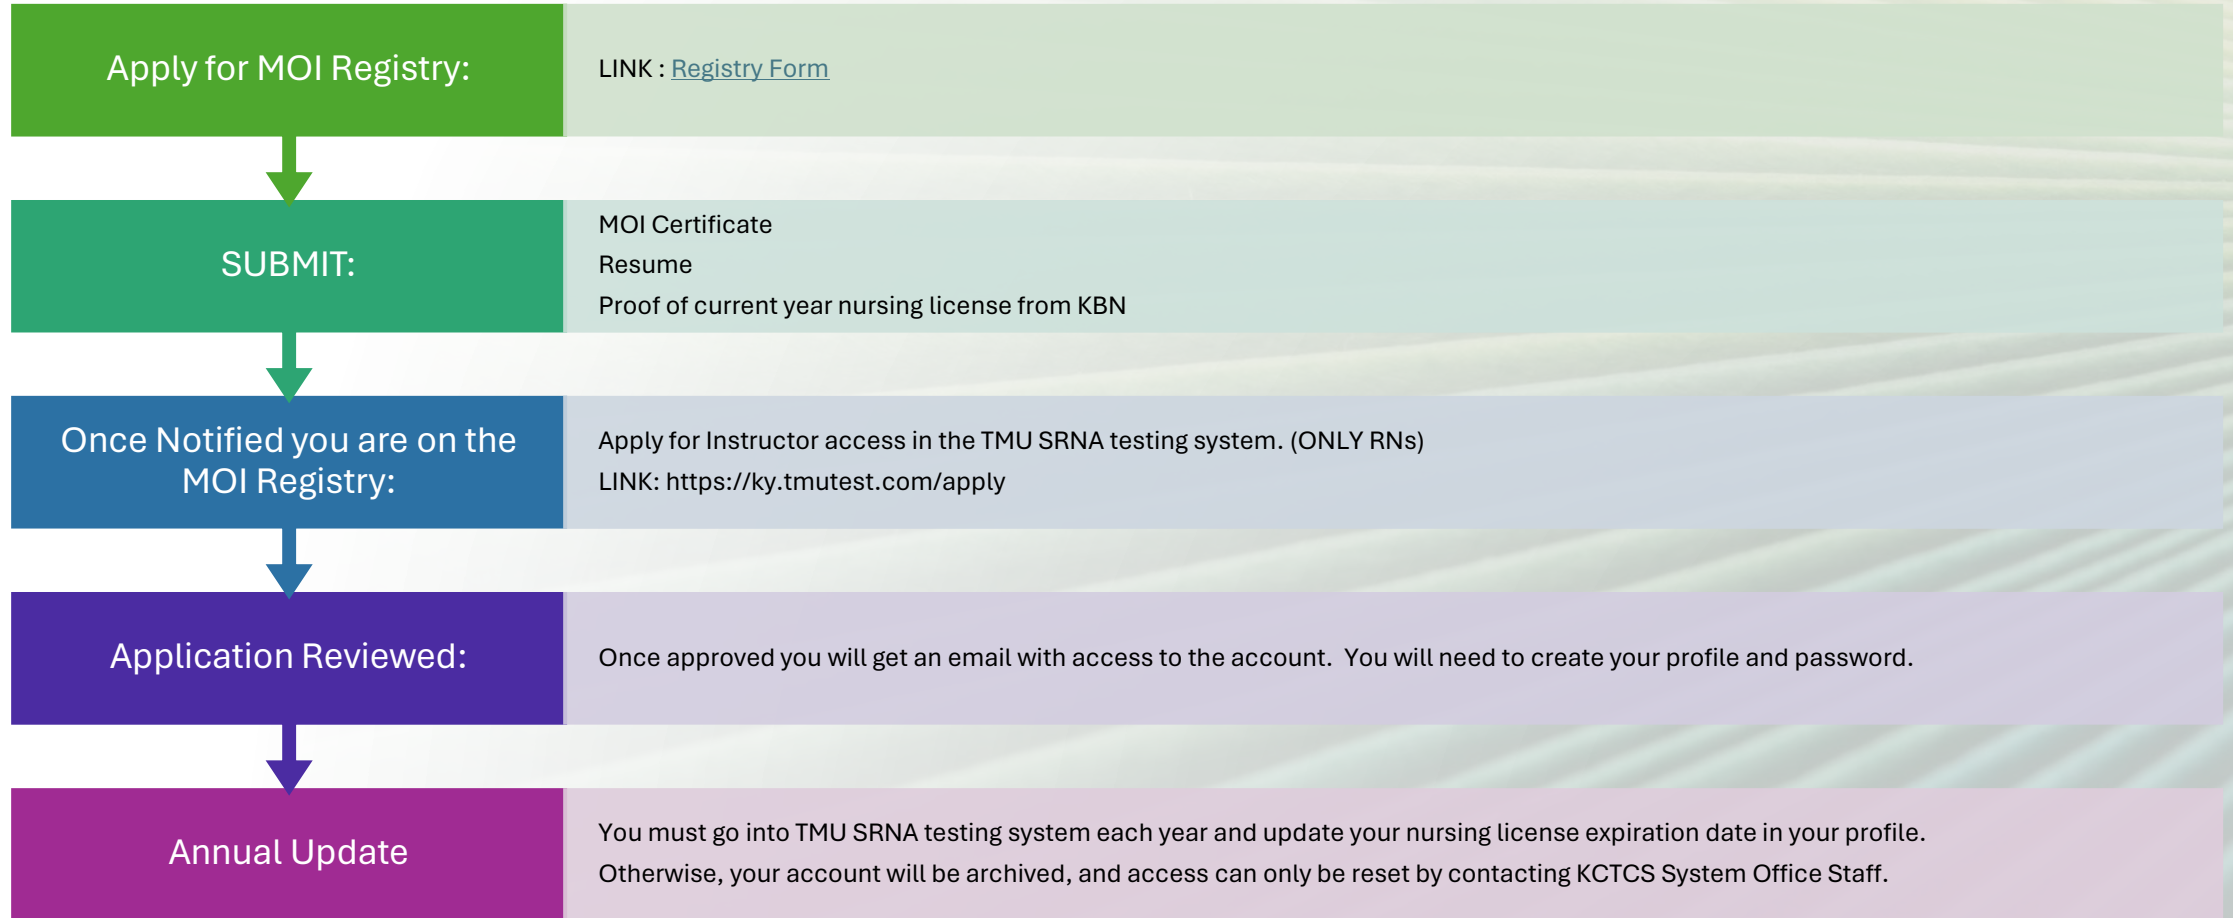 Apply for MOI Registry:
LINK : Registry Form
SUBMIT:
MOI Certificate
Resume
Proof of current year nursing license from KBN
Once Notified you are on the
MOI Registry:
Apply for Instructor access in the TMU SRNA testing system. (ONLY RNs)
LINK: https://ky.tmutest.com/apply
Application Reviewed:
Once approved you will get an email with access to the account.  You will need to create your profile and password.
Annual Update
You must go into TMU SRNA testing system each year and update your nursing license expiration date in your profile.
Otherwise, your account will be archived, and access can only be reset by contacting KCTCS System Office Staff.